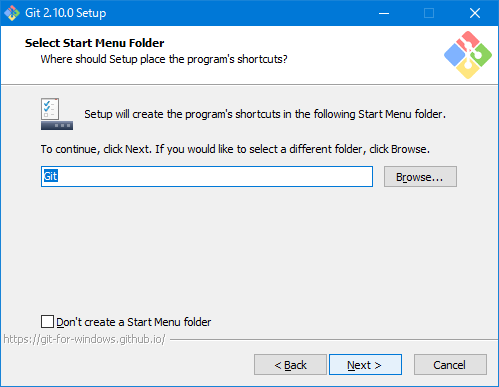 Git 2.10.0 Setup
Select Start Menu Folder
Where should Setup place the program's shortcuts?
Setup will create the program's shortcuts in the following Start Menu folder.
To continue, click Next. If you would like to select a different folder, click Browse.
Git
Browse...
Don't create a Start Menu folder
https://git-for-windows.github.io/
< Back
Next >
Cancel